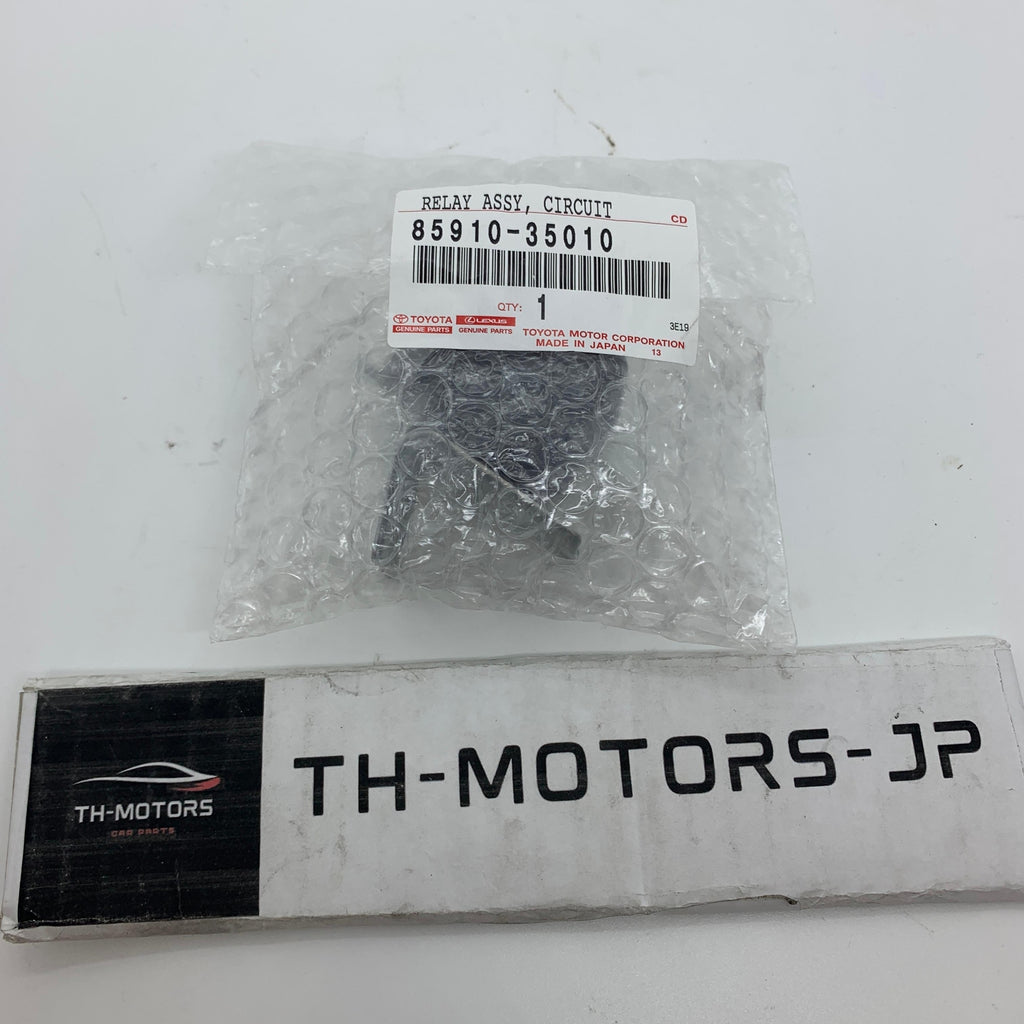 RELAY ASSY, CIRCUIT
CD
85910-35010
QTY: 1
TOYOTA LEXUS
GENUINE PARTS GENUINE PARTS
3E19
TOYOTA MOTOR CORPORATION
MADE IN JAPAN 13
TH-MOTORS-JP
TH-MOTORS
CAR PARTS